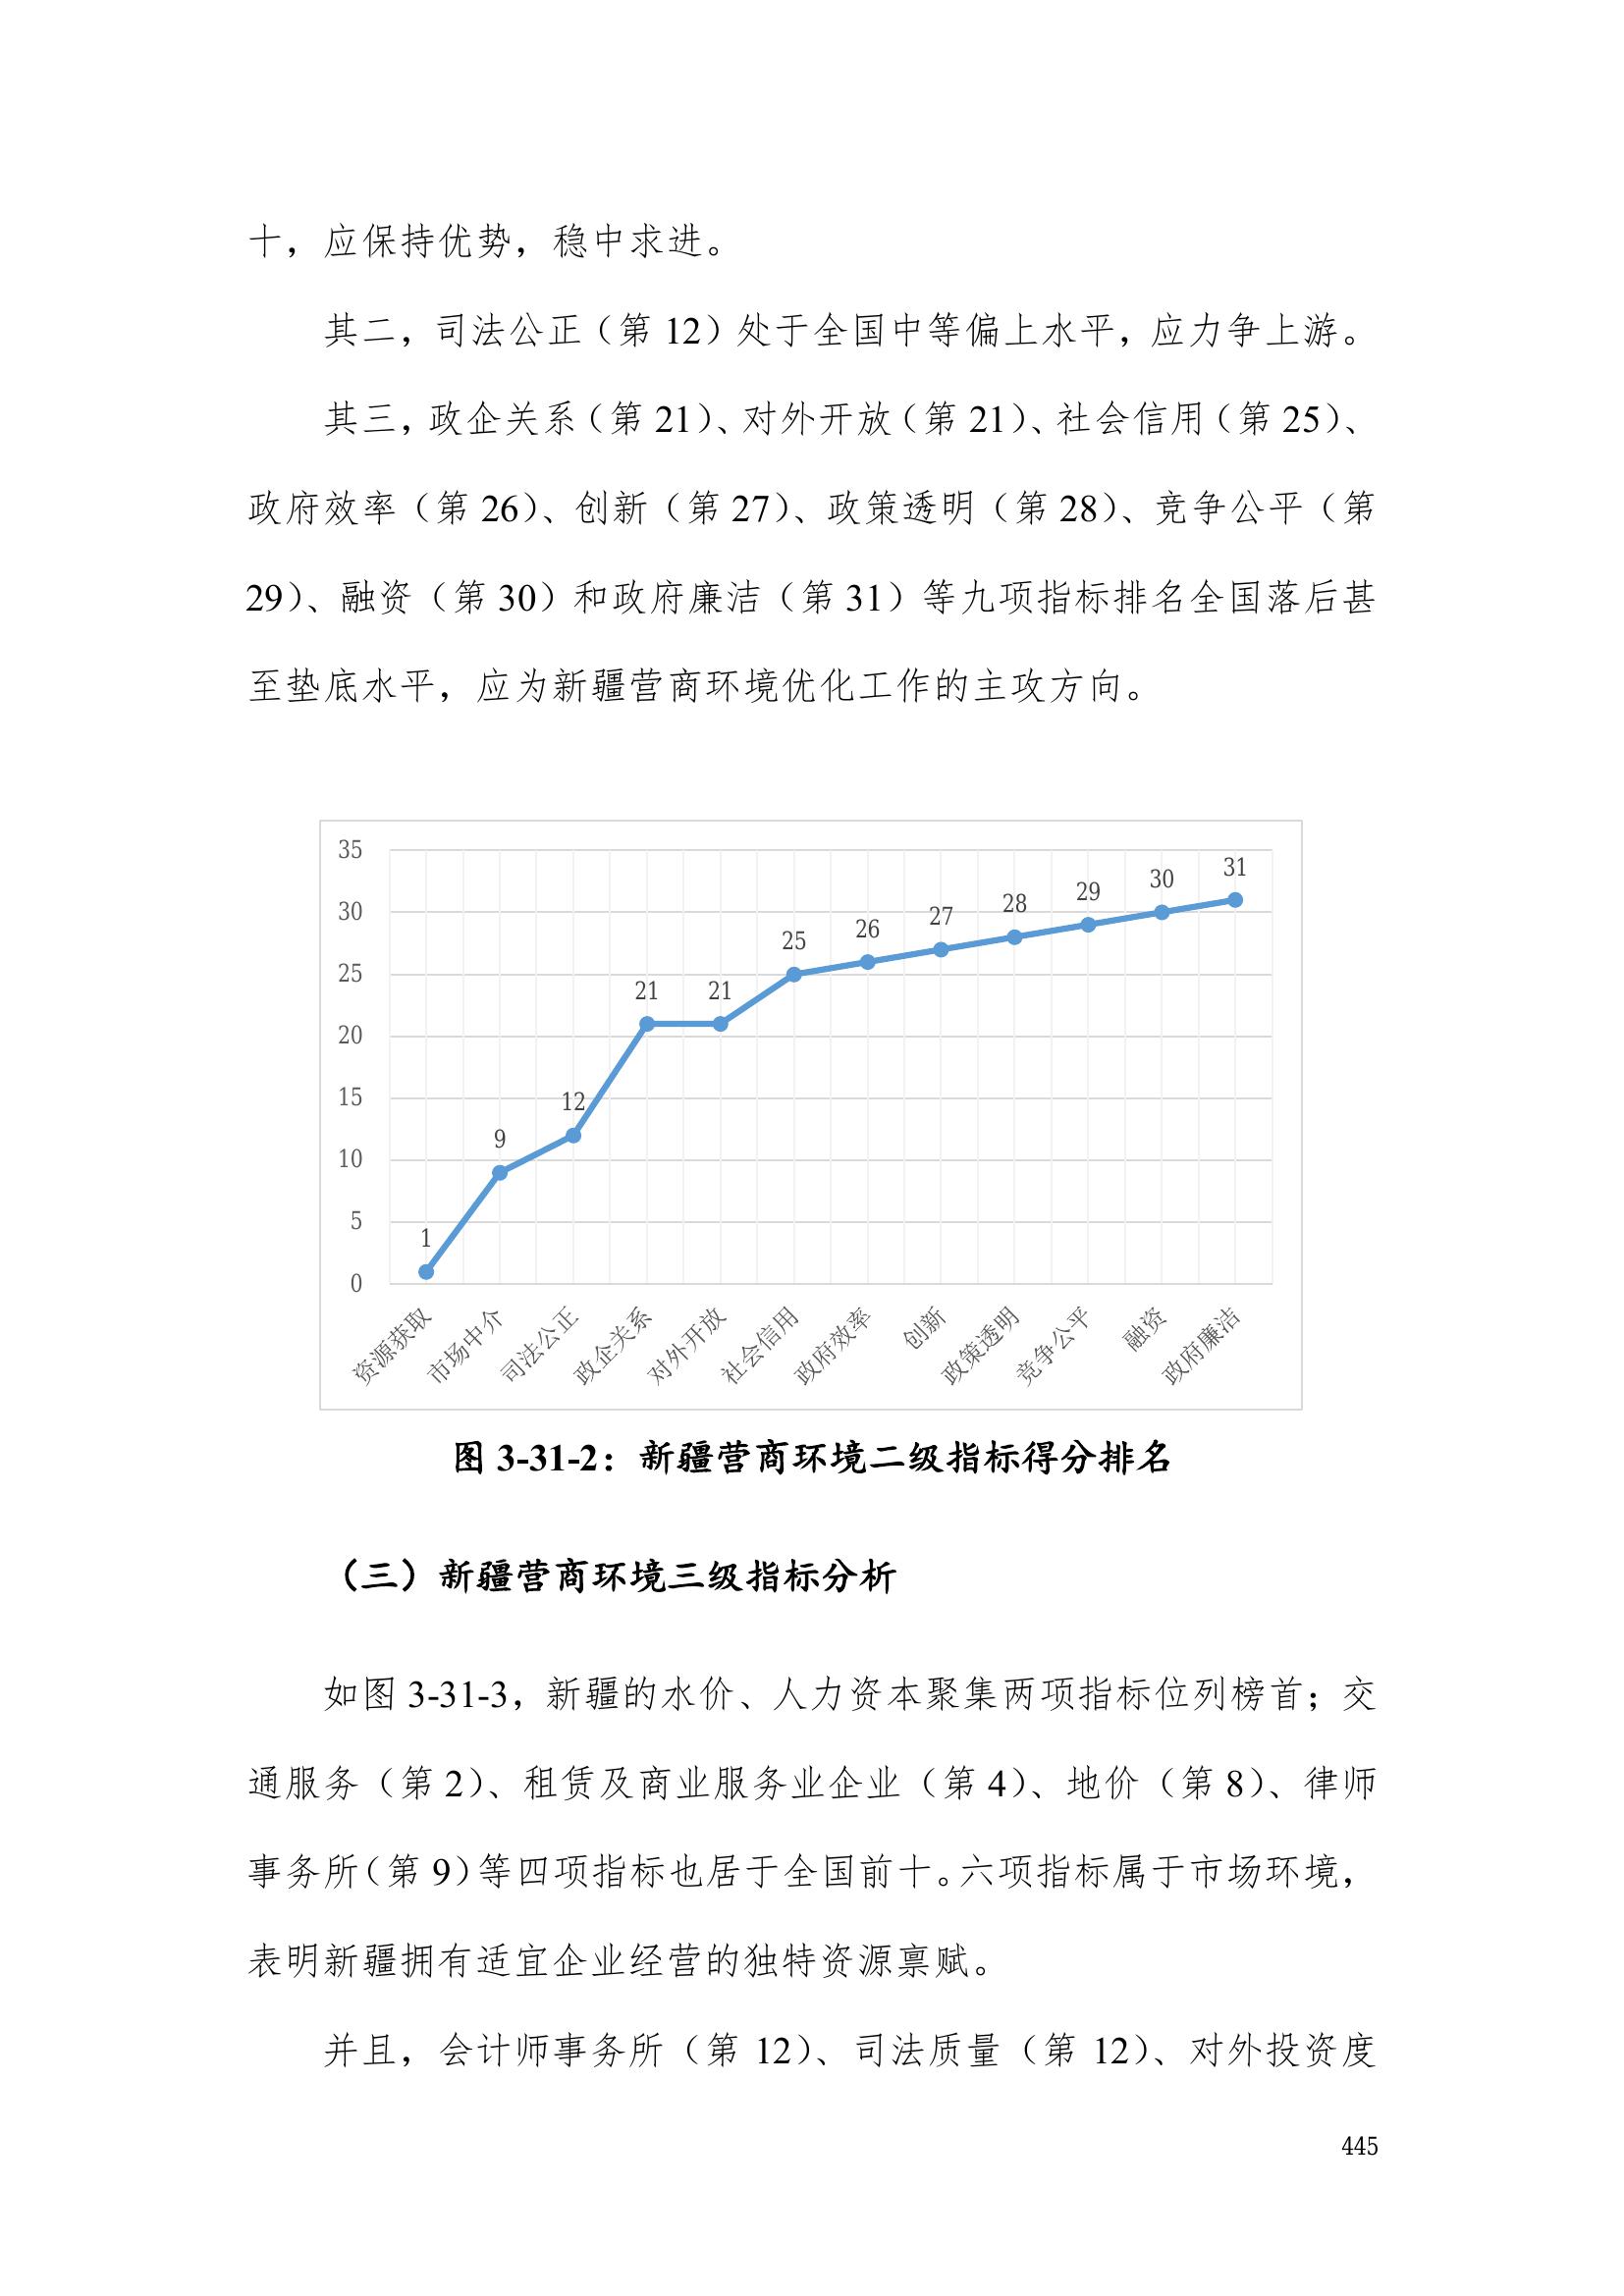 十，应保持优势，稳中求进。
其二，司法公正（第 12）处于全国中等偏上水平，应力争上游。
其三，政企关系（第 21）、对外开放（第 21）、社会信用（第 25）、
政府效率（第 26）、创新（第 27）、政策透明（第 28）、竞争公平（第
29）、融资（第 30）和政府廉洁（第 31）等九项指标排名全国落后甚
至垫底水平，应为新疆营商环境优化工作的主攻方向。
35
30
25
20
15
10
5
0
1
9
12
21
21
25
26
27
28
29
30
31
资源获取
市场中介
司法公正
政企关系
对外开放
社会信用
政府效率
创新
政策透明
竞争公平
融资
政府廉洁
图 3-31-2：新疆营商环境二级指标得分排名
（三）新疆营商环境三级指标分析
如图 3-31-3，新疆的水价、人力资本聚集两项指标位列榜首；交
通服务（第 2）、租赁及商业服务业企业（第 4）、地价（第 8）、律师
事务所（第 9）等四项指标也居于全国前十。六项指标属于市场环境，
表明新疆拥有适宜企业经营的独特资源禀赋。
并且，会计师事务所（第 12）、司法质量（第 12）、对外投资度
445